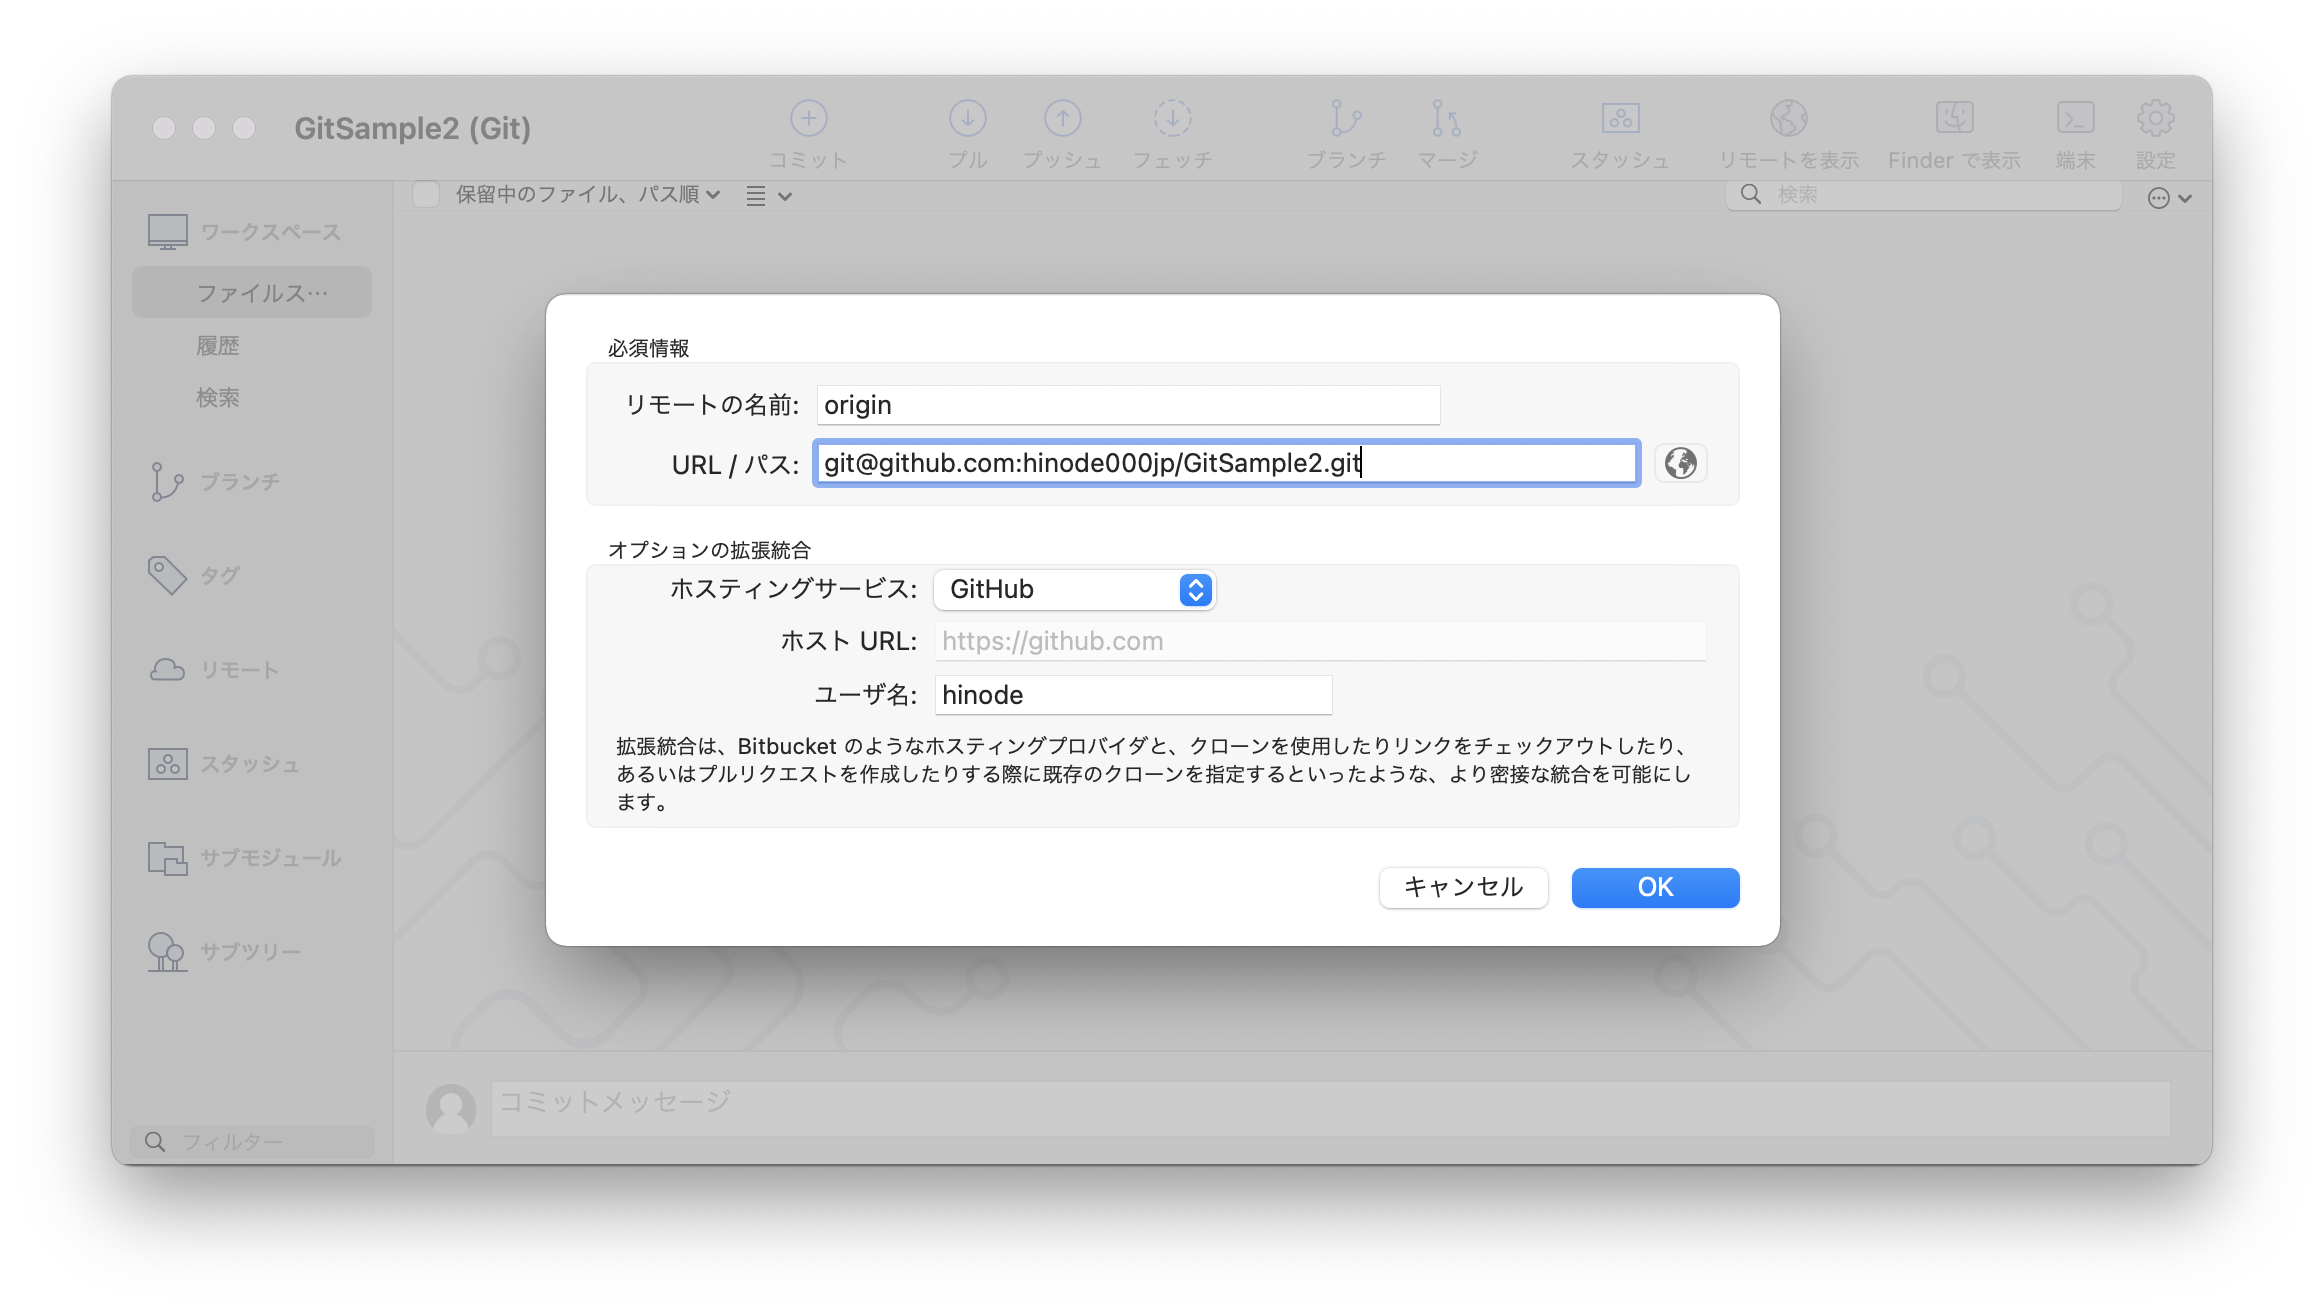 GitSample2 (Git)
コミット
プル
プッシュ
フェッチ
ブランチ
マージ
スタッシュ
リモートを表示
Finder で表示
端末
設定
保留中のファイル、パス順
検索
ワークスペース
ファイルス…
履歴
検索
ブランチ
タグ
リモート
スタッシュ
サブモジュール
サブツリー
フィルター
必須情報
リモートの名前: origin
URL / パス: git@github.com:hinode000jp/GitSample2.git
オプションの拡張統合
ホスティングサービス: GitHub
ホスト URL: https://github.com
ユーザ名: hinode
拡張統合は、Bitbucket のようなホスティングプロバイダと、クローンを使用したりリンクをチェックアウトしたり、
あるいはプルリクエストを作成したりする際に既存のクローンを指定するといったような、より密接な統合を可能にし
ます。
キャンセル
OK
コミットメッセージ